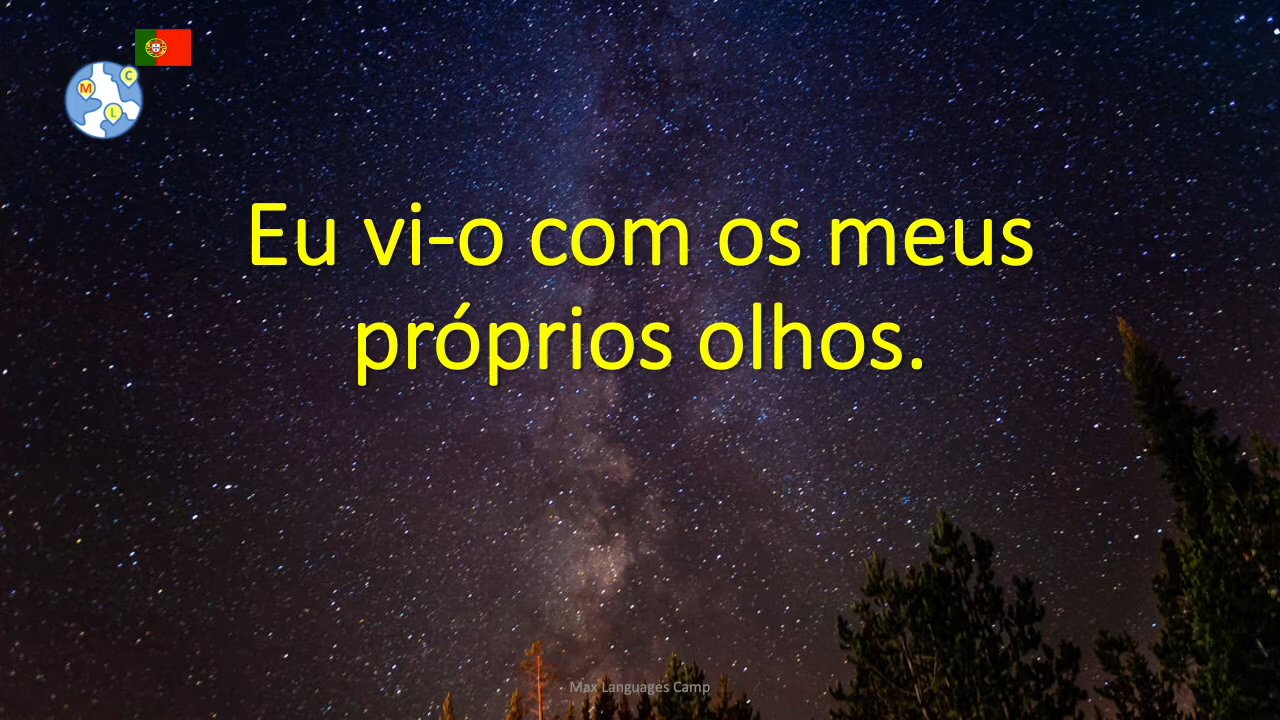 M
C
L
Eu vi-o com os meus
próprios olhos.
Max Languages Camp